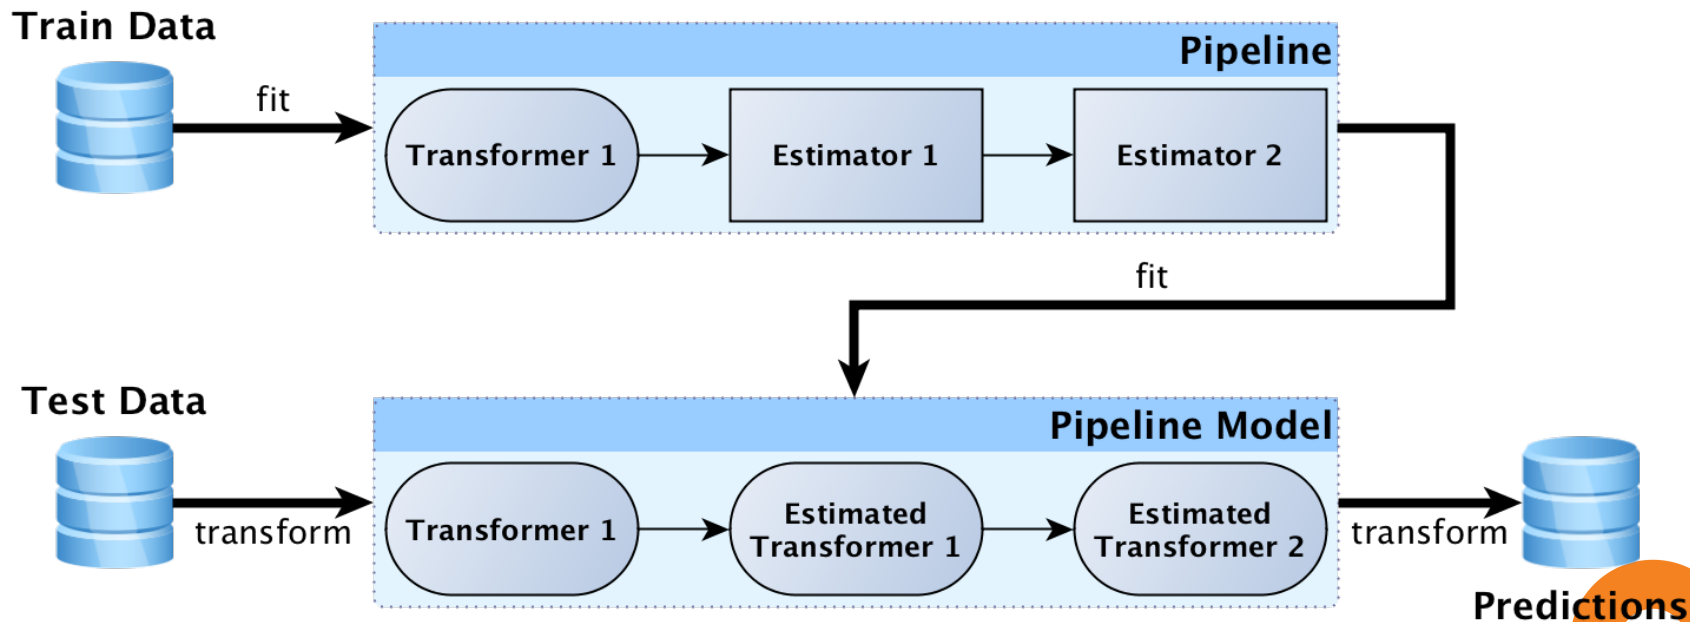 Train Data
Pipeline
fit
Transformer 1
Estimator 1
Estimator 2
fit
Test Data
Pipeline Model
transform
Transformer 1
Estimated
Transformer 1
Estimated
Transformer 2
transform
Predictions